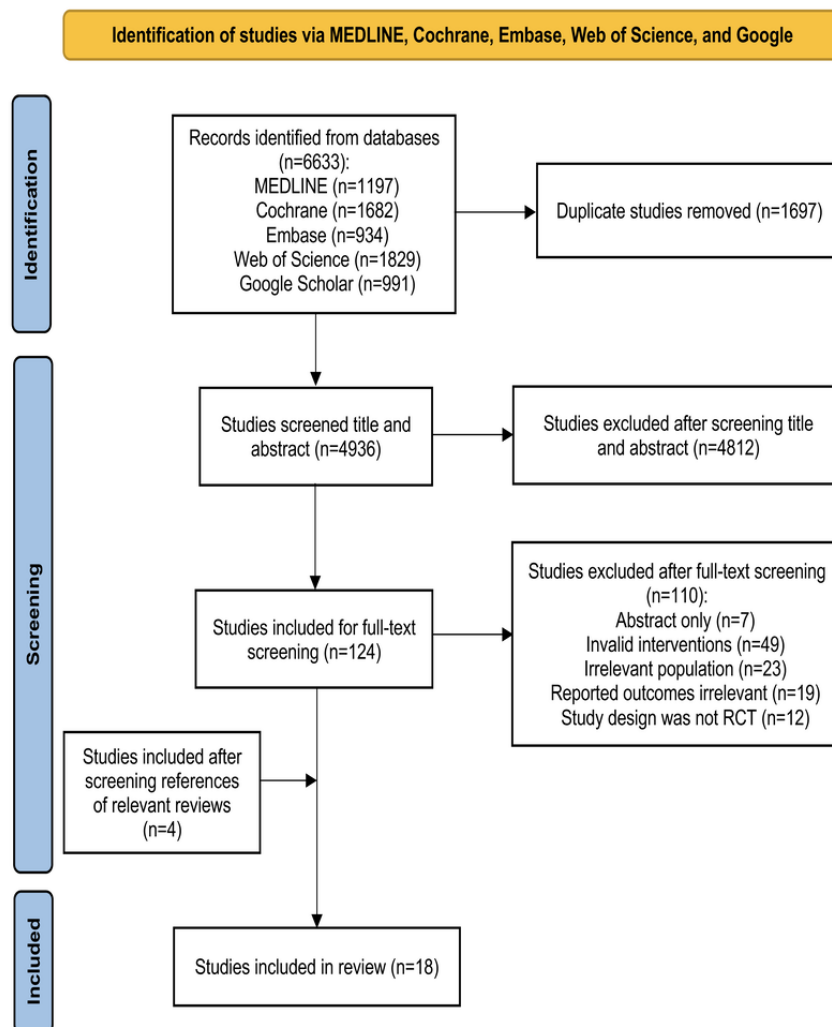 Identification of studies via MEDLINE, Cochrane, Embase, Web of Science, and Google
Identification
Records identified from databases
(n=6633):
MEDLINE (n=1197)
Cochrane (n=1682)
Embase (n=934)
Web of Science (n=1829)
Google Scholar (n=991)
Duplicate studies removed (n=1697)
Screening
Studies screened title and
abstract (n=4936)
Studies excluded after screening title
and abstract (n=4812)
Studies included for full-text
screening (n=124)
Studies excluded after full-text screening
(n=110):
Abstract only (n=7)
Invalid interventions (n=49)
Irrelevant population (n=23)
Reported outcomes irrelevant (n=19)
Study design was not RCT (n=12)
Studies included after
screening references
of relevant reviews
(n=4)
Included
Studies included in review (n=18)